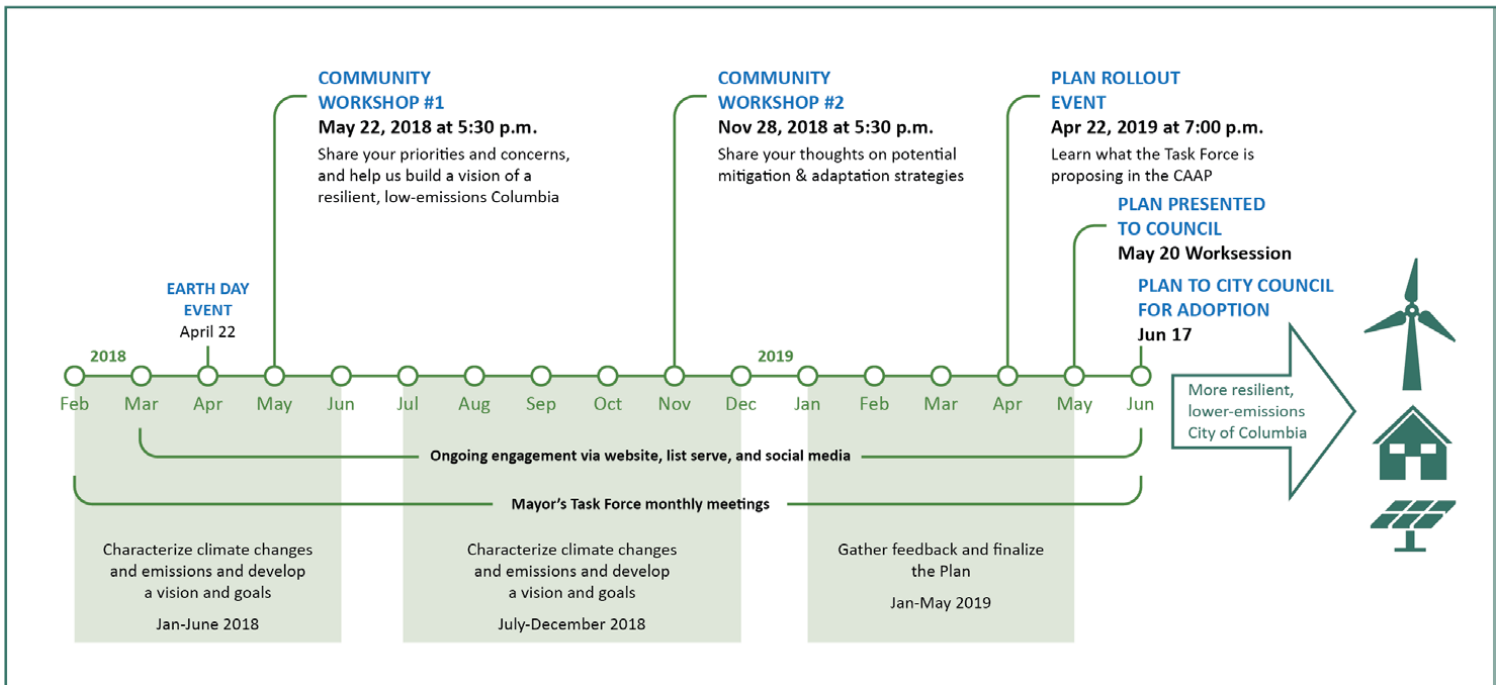 COMMUNITY
WORKSHOP #1
May 22, 2018 at 5:30 p.m.
Share your priorities and concerns,
and help us build a vision of a
resilient, low-emissions Columbia
COMMUNITY
WORKSHOP #2
Nov 28, 2018 at 5:30 p.m.
Share your thoughts on potential
mitigation & adaptation strategies
PLAN ROLLOUT
EVENT
Apr 22, 2019 at 7:00 p.m.
Learn what the Task Force is
proposing in the CAAP
PLAN PRESENTED
TO COUNCIL
May 20 Worksession
EARTH DAY
EVENT
April 22
PLAN TO CITY COUNCIL
FOR ADOPTION
Jun 17
2018
2019
Feb Mar Apr May Jun Jul Aug Sep Oct Nov Dec Jan Feb Mar Apr May Jun
More resilient,
lower-emissions
City of Columbia
Ongoing engagement via website, list serve, and social media
Mayor's Task Force monthly meetings
Characterize climate changes
and emissions and develop
a vision and goals
Jan-June 2018
Characterize climate changes
and emissions and develop
a vision and goals
July-December 2018
Gather feedback and finalize
the Plan
Jan-May 2019